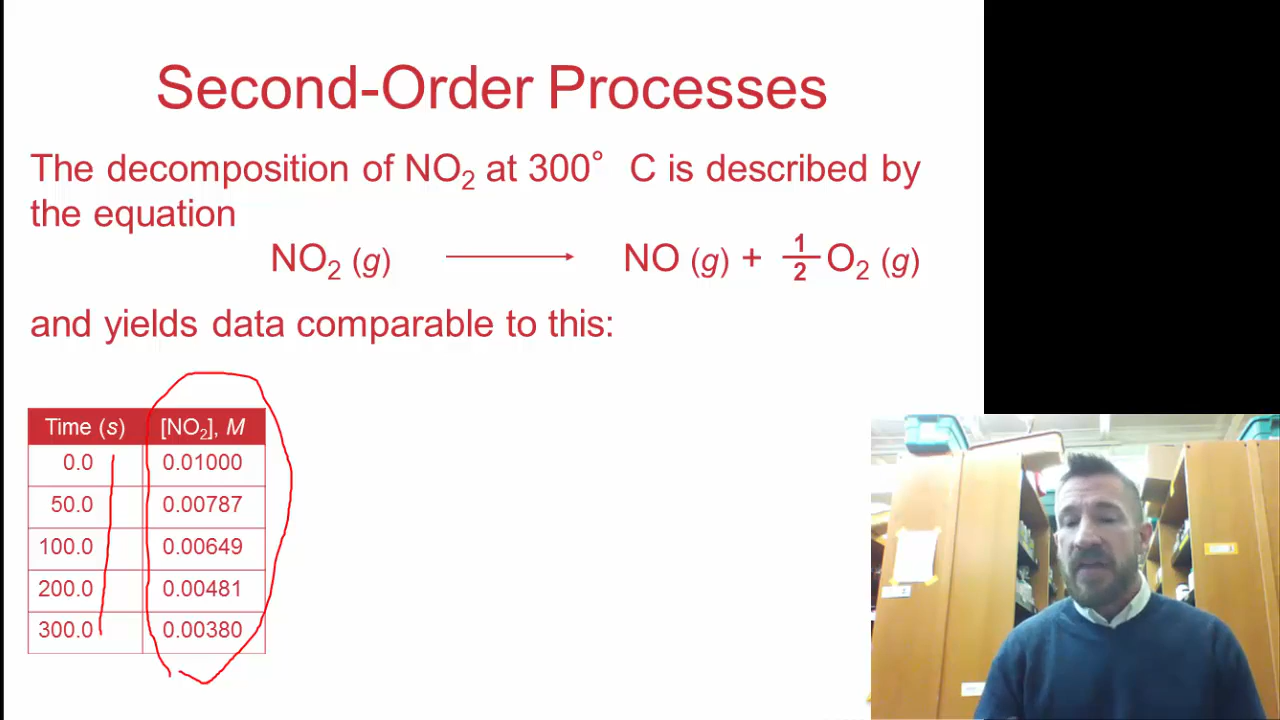 Second-Order Processes
The decomposition of NO₂ at 300° C is described by
the equation
NO₂ (g) → NO (g) + 1/2 O₂ (g)
and yields data comparable to this:
Time (s) [NO₂], M
0.0 0.01000
50.0 0.00787
100.0 0.00649
200.0 0.00481
300.0 0.00380